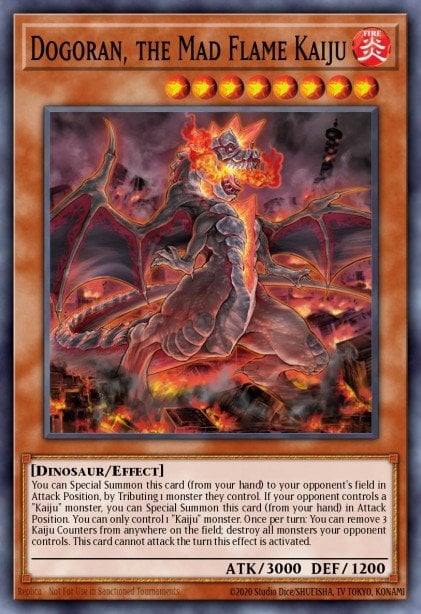 DOGORAN, THE MAD FLAME KAIJU
FIRE
炎
[DINOSAUR/EFFECT]
You can Special Summon this card (from your hand) to your opponent's field in
Attack Position, by Tributing 1 monster they control. If your opponent controls a
"Kaiju" monster, you can Special Summon this card (from your hand) in Attack
Position. You can only control 1 "Kaiju" monster. Once per turn: You can remove 3
Kaiju Counters from anywhere on the field; destroy all monsters your opponent
controls. This card cannot attack the turn this effect is activated.
ATK/3000 DEF/1200
Replica - Not For Use in Sanctioned Tournaments
©2020 Studio Dice/SHUEISHA, TV TOKYO, KONAMI